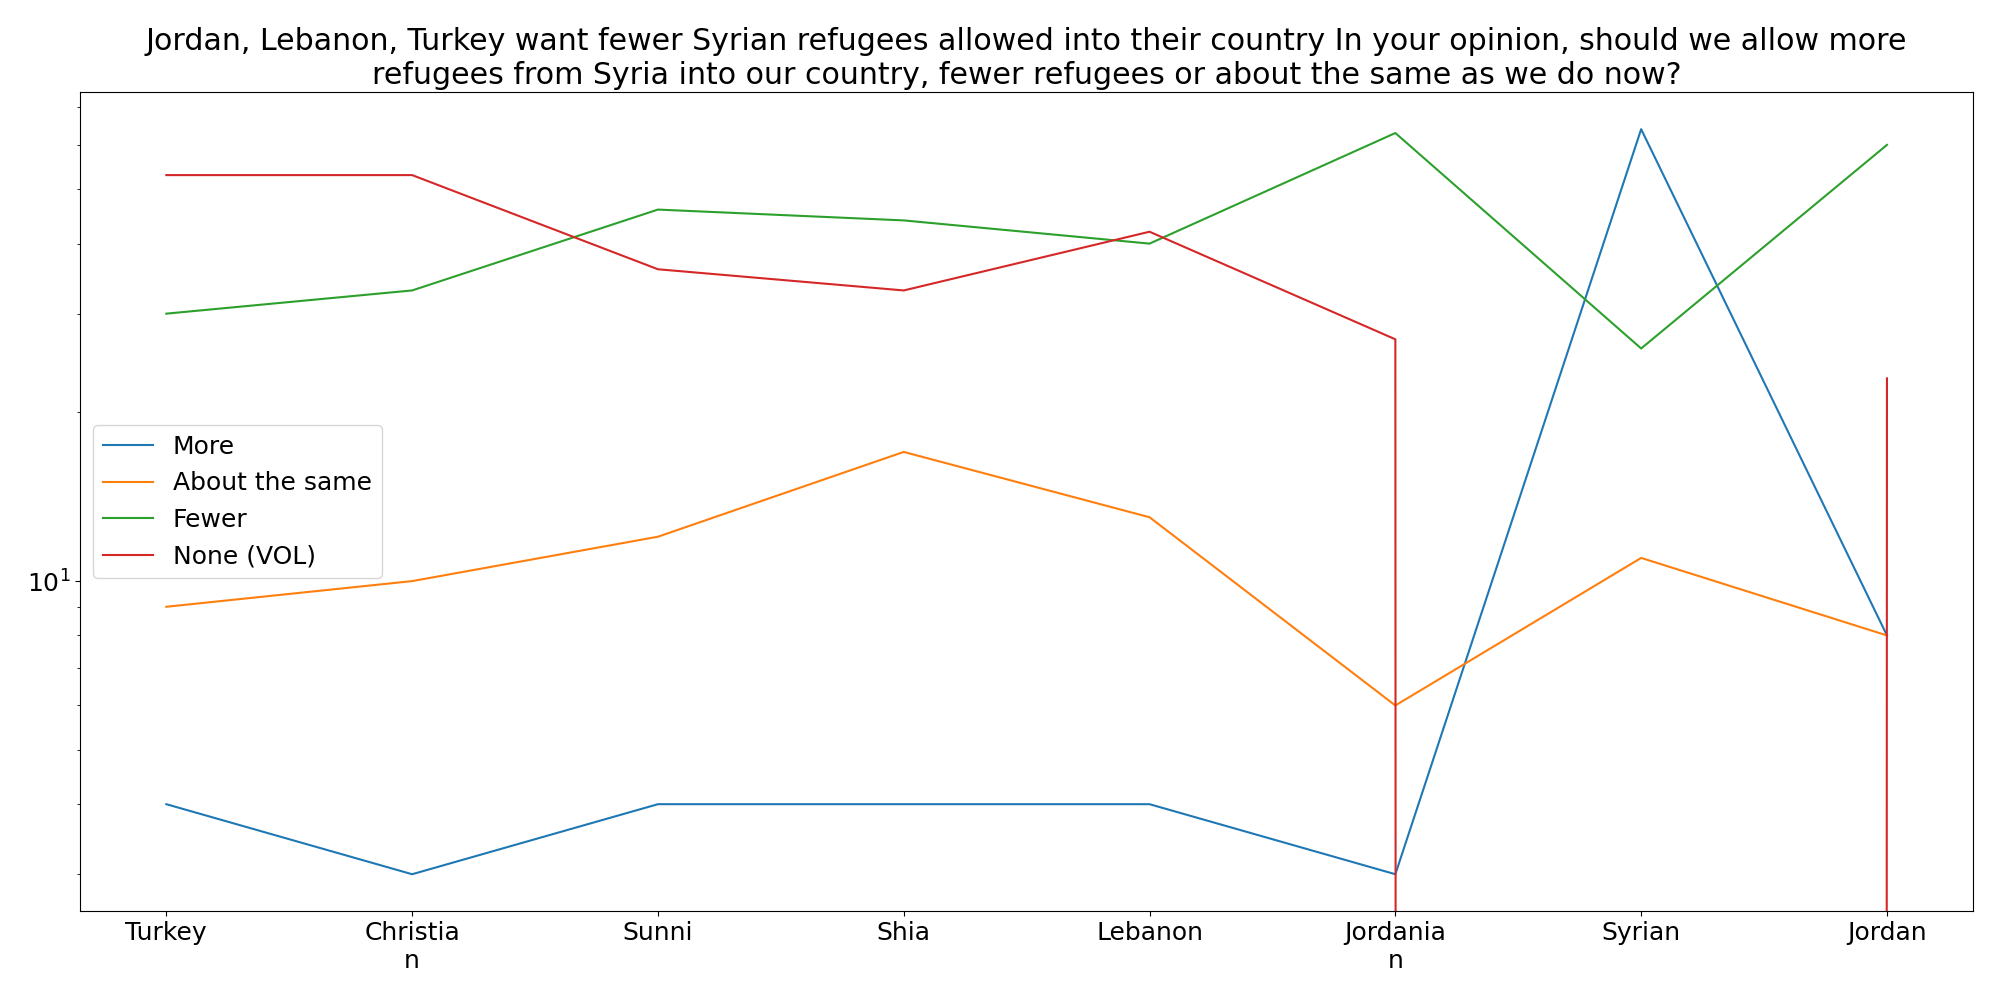 Jordan, Lebanon, Turkey want fewer Syrian refugees allowed into their country In your opinion, should we allow more
refugees from Syria into our country, fewer refugees or about the same as we do now?
More
About the same
Fewer
None (VOL)
10¹
Turkey
Christia
n
Sunni
Shia
Lebanon
Jordania
n
Syrian
Jordan